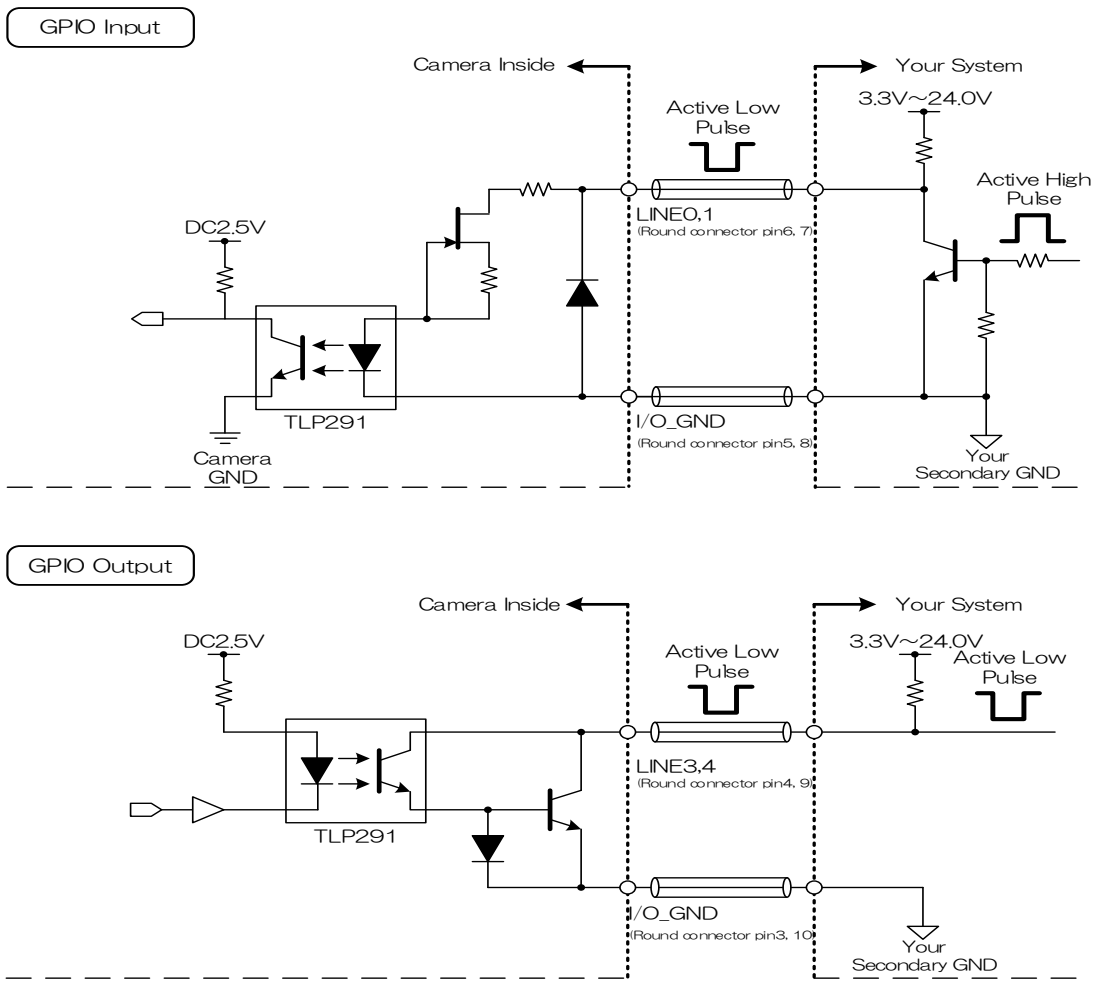 GPIO Input
Camera Inside
Your System
3.3V～24.0V
Active Low
Pulse
Active High
Pulse
LINE0,1
(Round connector pin6, 7)
DC2.5V
TLP291
I/O_GND
(Round connector pin5, 8)
Camera
GND
Your
Secondary GND
GPIO Output
Camera Inside
Your System
DC2.5V
Active Low
Pulse
3.3V～24.0V
Active Low
Pulse
LINE3,4
(Round connector pin4, 9)
TLP291
I/O_GND
(Round connector pin3, 10
Your
Secondary GND